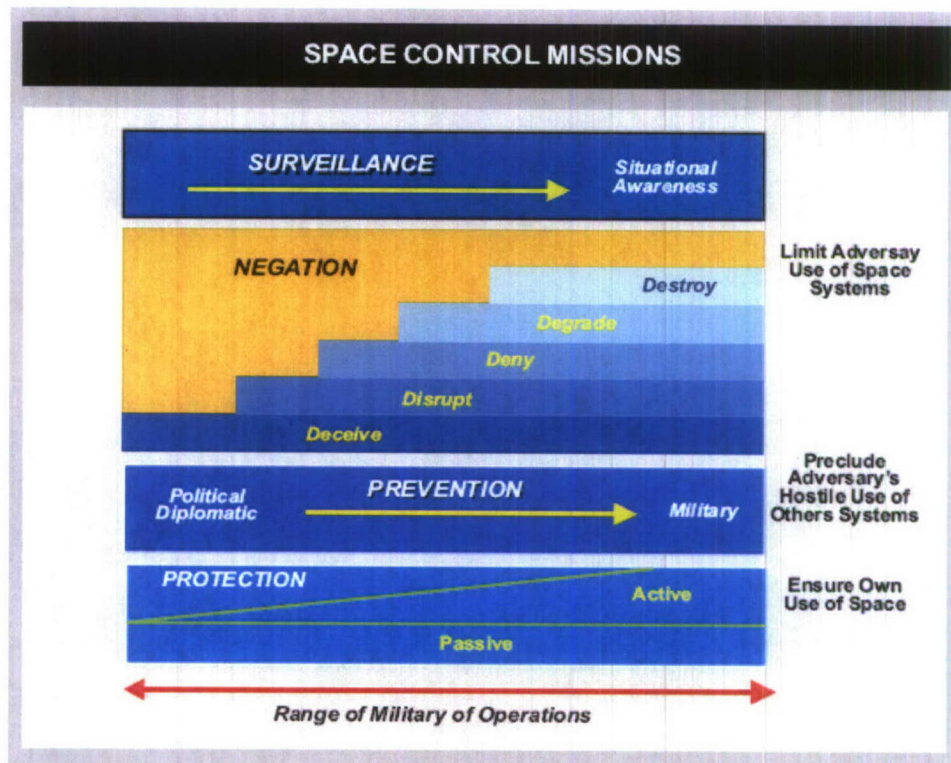 SPACE CONTROL MISSIONS
SURVEILLANCE
Situational
Awareness
NEGATION
Limit Adversay
Use of Space
Systems
Destroy
Degrade
Deny
Disrupt
Deceive
Political
Diplomatic
PREVENTION
Military
Preclude
Adversary's
Hostile Use of
Others Systems
PROTECTION
Active
Passive
Ensure Own
Use of Space
Range of Military of Operations